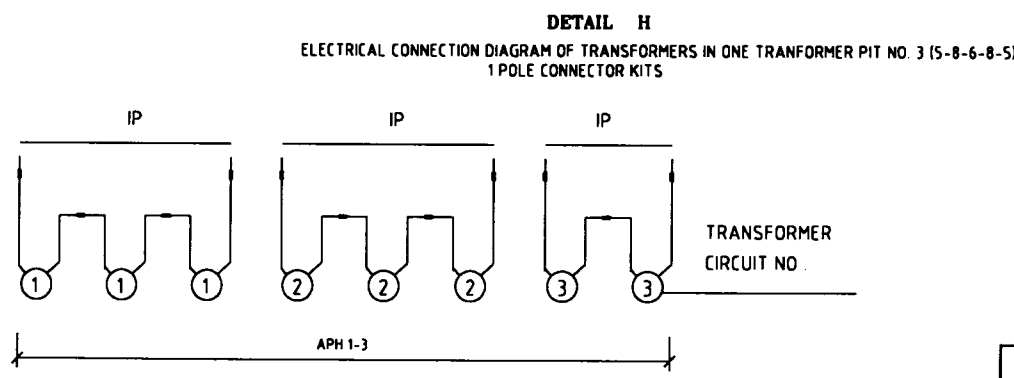 DETAIL H
ELECTRICAL CONNECTION DIAGRAM OF TRANSFORMERS IN ONE TRANFORMER PIT NO. 3 (5-8-6-8-5)
1 POLE CONNECTOR KITS
IP IP IP
TRANSFORMER
CIRCUIT NO.
1 1 1 2 2 2 3 3
APH 1-3